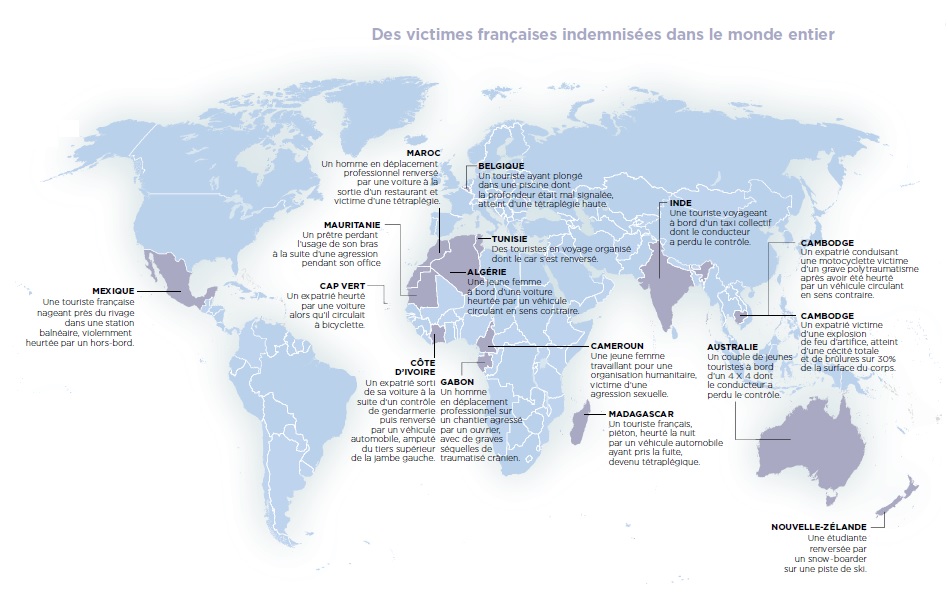 Des victimes françaises indemnisées dans le monde entier
MAROC
Un homme en déplacement
professionnel renversé
par une voiture à la
sortie d'un restaurant et
victime d'une tétraplégie.
BELGIQUE
Un touriste ayant plongé
dans une piscine dont
la profondeur était mal signalée,
atteint d'une tétraplégie haute.
INDE
Une touriste voyageant
à bord d'un taxi collectif
dont le conducteur
a perdu le contrôle.
MAURITANIE
Un prêtre perdant
l'usage de son bras
à la suite d'une agression
pendant son office
TUNISIE
Des touristes en voyage organisé
dont le car s'est renversé.
CAMBODGE
Un expatrié conduisant
une motocyclette victime
d'un grave polytraumatisme
après avoir été heurté
par un véhicule circulant
en sens contraire.
ALGÉRIE
Une jeune femme
à bord d'une voiture
heurtée par un véhicule
circulant en sens contraire.
MEXIQUE
Une touriste française
nageant près du rivage
dans une station
balnéaire, violemment
heurtée par un hors-bord.
CAP VERT
Un expatrié heurté
par une voiture
alors qu'il circulait
à bicyclette.
CAMBODGE
Un expatrié victime
d'une explosion
de feu d'artifice, atteint
d'une cécité totale
et de brûlures sur 30%
de la surface du corps.
CAMEROUN
Une jeune femme
travaillant pour une
organisation humanitaire,
victime d'une
agression sexuelle.
AUSTRALIE
Un couple de jeunes
touristes à bord
d'un 4 X 4 dont
le conducteur a
perdu le contrôle.
CÔTE
D'IVOIRE
Un expatrié sorti
de sa voiture à la
suite d'un contrôle
de gendarmerie
puis renversé
par un véhicule
automobile, amputé
du tiers supérieur
de la jambe gauche.
GABON
Un homme
en déplacement
professionnel sur
un chantier agressé
par un ouvrier,
avec de graves
séquelles de
traumatisé crânien.
MADAGASCAR
Un touriste français,
piéton, heurté la nuit
par un véhicule automobile
ayant pris la fuite,
devenu tétraplégique.
NOUVELLE-ZÉLANDE
Une étudiante
renversée par
un snow-boarder
sur une piste de ski.